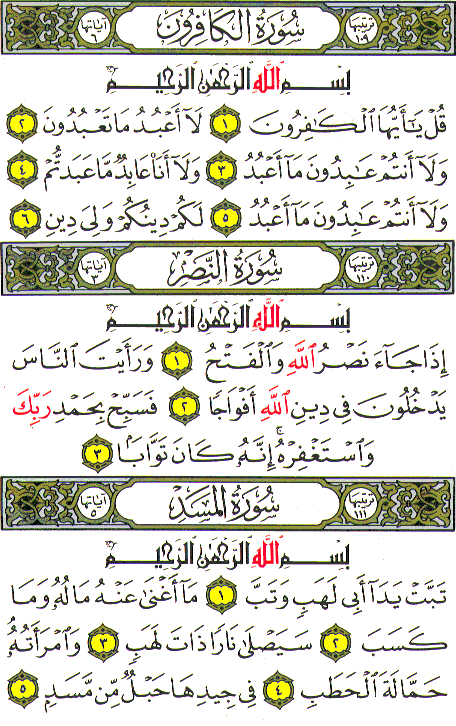 ترتيبها ١٠٩ سُورَةُ الكَافِرُونَ آياتها ٦
بِسْمِ ٱللَّهِ ٱلرَّحْمَٰنِ ٱلرَّحِيمِ
قُلْ يَٰٓأَيُّهَا ٱلْكَٰفِرُونَ ١ لَآ أَعْبُدُ مَا تَعْبُدُونَ ٢
وَلَآ أَنتُمْ عَٰبِدُونَ مَآ أَعْبُدُ ٣ وَلَآ أَنَا۠ عَابِدٌ مَّا عَبَدتُّمْ ٤
وَلَآ أَنتُمْ عَٰبِدُونَ مَآ أَعْبُدُ ٥ لَكُمْ دِينُكُمْ وَلِىَ دِينِ ٦
ترتيبها ١١٠ سُورَةُ النَّصْرِ آياتها ٣
بِسْمِ ٱللَّهِ ٱلرَّحْمَٰنِ ٱلرَّحِيمِ
إِذَا جَآءَ نَصْرُ ٱللَّهِ وَٱلْفَتْحُ ١ وَرَأَيْتَ ٱلنَّاسَ
يَدْخُلُونَ فِى دِينِ ٱللَّهِ أَفْوَاجًا ٢ فَسَبِّحْ بِحَمْدِ رَبِّكَ
وَٱسْتَغْفِرْهُ ۚ إِنَّهُۥ كَانَ تَوَّابًۢا ٣
ترتيبها ١١١ سُورَةُ المَسَدِ آياتها ٥
بِسْمِ ٱللَّهِ ٱلرَّحْمَٰنِ ٱلرَّحِيمِ
تَبَّتْ يَدَآ أَبِى لَهَبٍ وَتَبَّ ١ مَآ أَغْنَىٰ عَنْهُ مَالُهُۥ وَمَا
كَسَبَ ٢ سَيَصْلَىٰ نَارًا ذَاتَ لَهَبٍ ٣ وَٱمْرَأَتُهُۥ
حَمَّالَةَ ٱلْحَطَبِ ٤ فِى جِيدِهَا حَبْلٌ مِّن مَّسَدٍۭ ٥